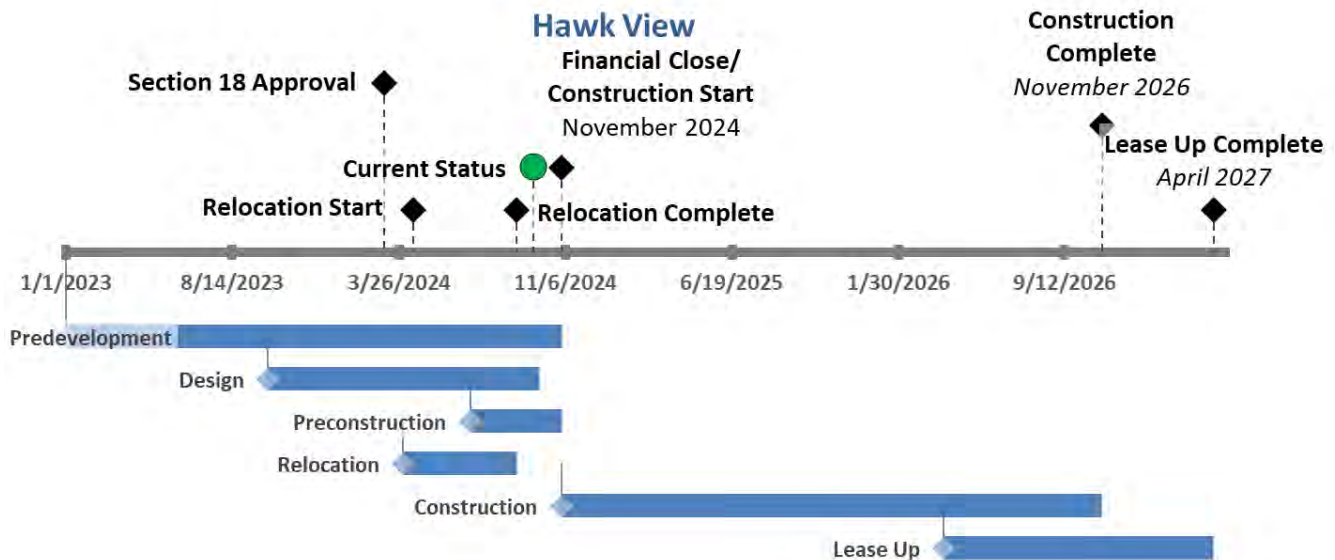 Hawk View
Construction
Complete
November 2026
Section 18 Approval
Financial Close/
Construction Start
November 2024
Lease Up Complete
April 2027
Current Status
Relocation Start
Relocation Complete
1/1/2023 8/14/2023 3/26/2024 11/6/2024 6/19/2025 1/30/2026 9/12/2026
Predevelopment
Design
Preconstruction
Relocation
Construction
Lease Up